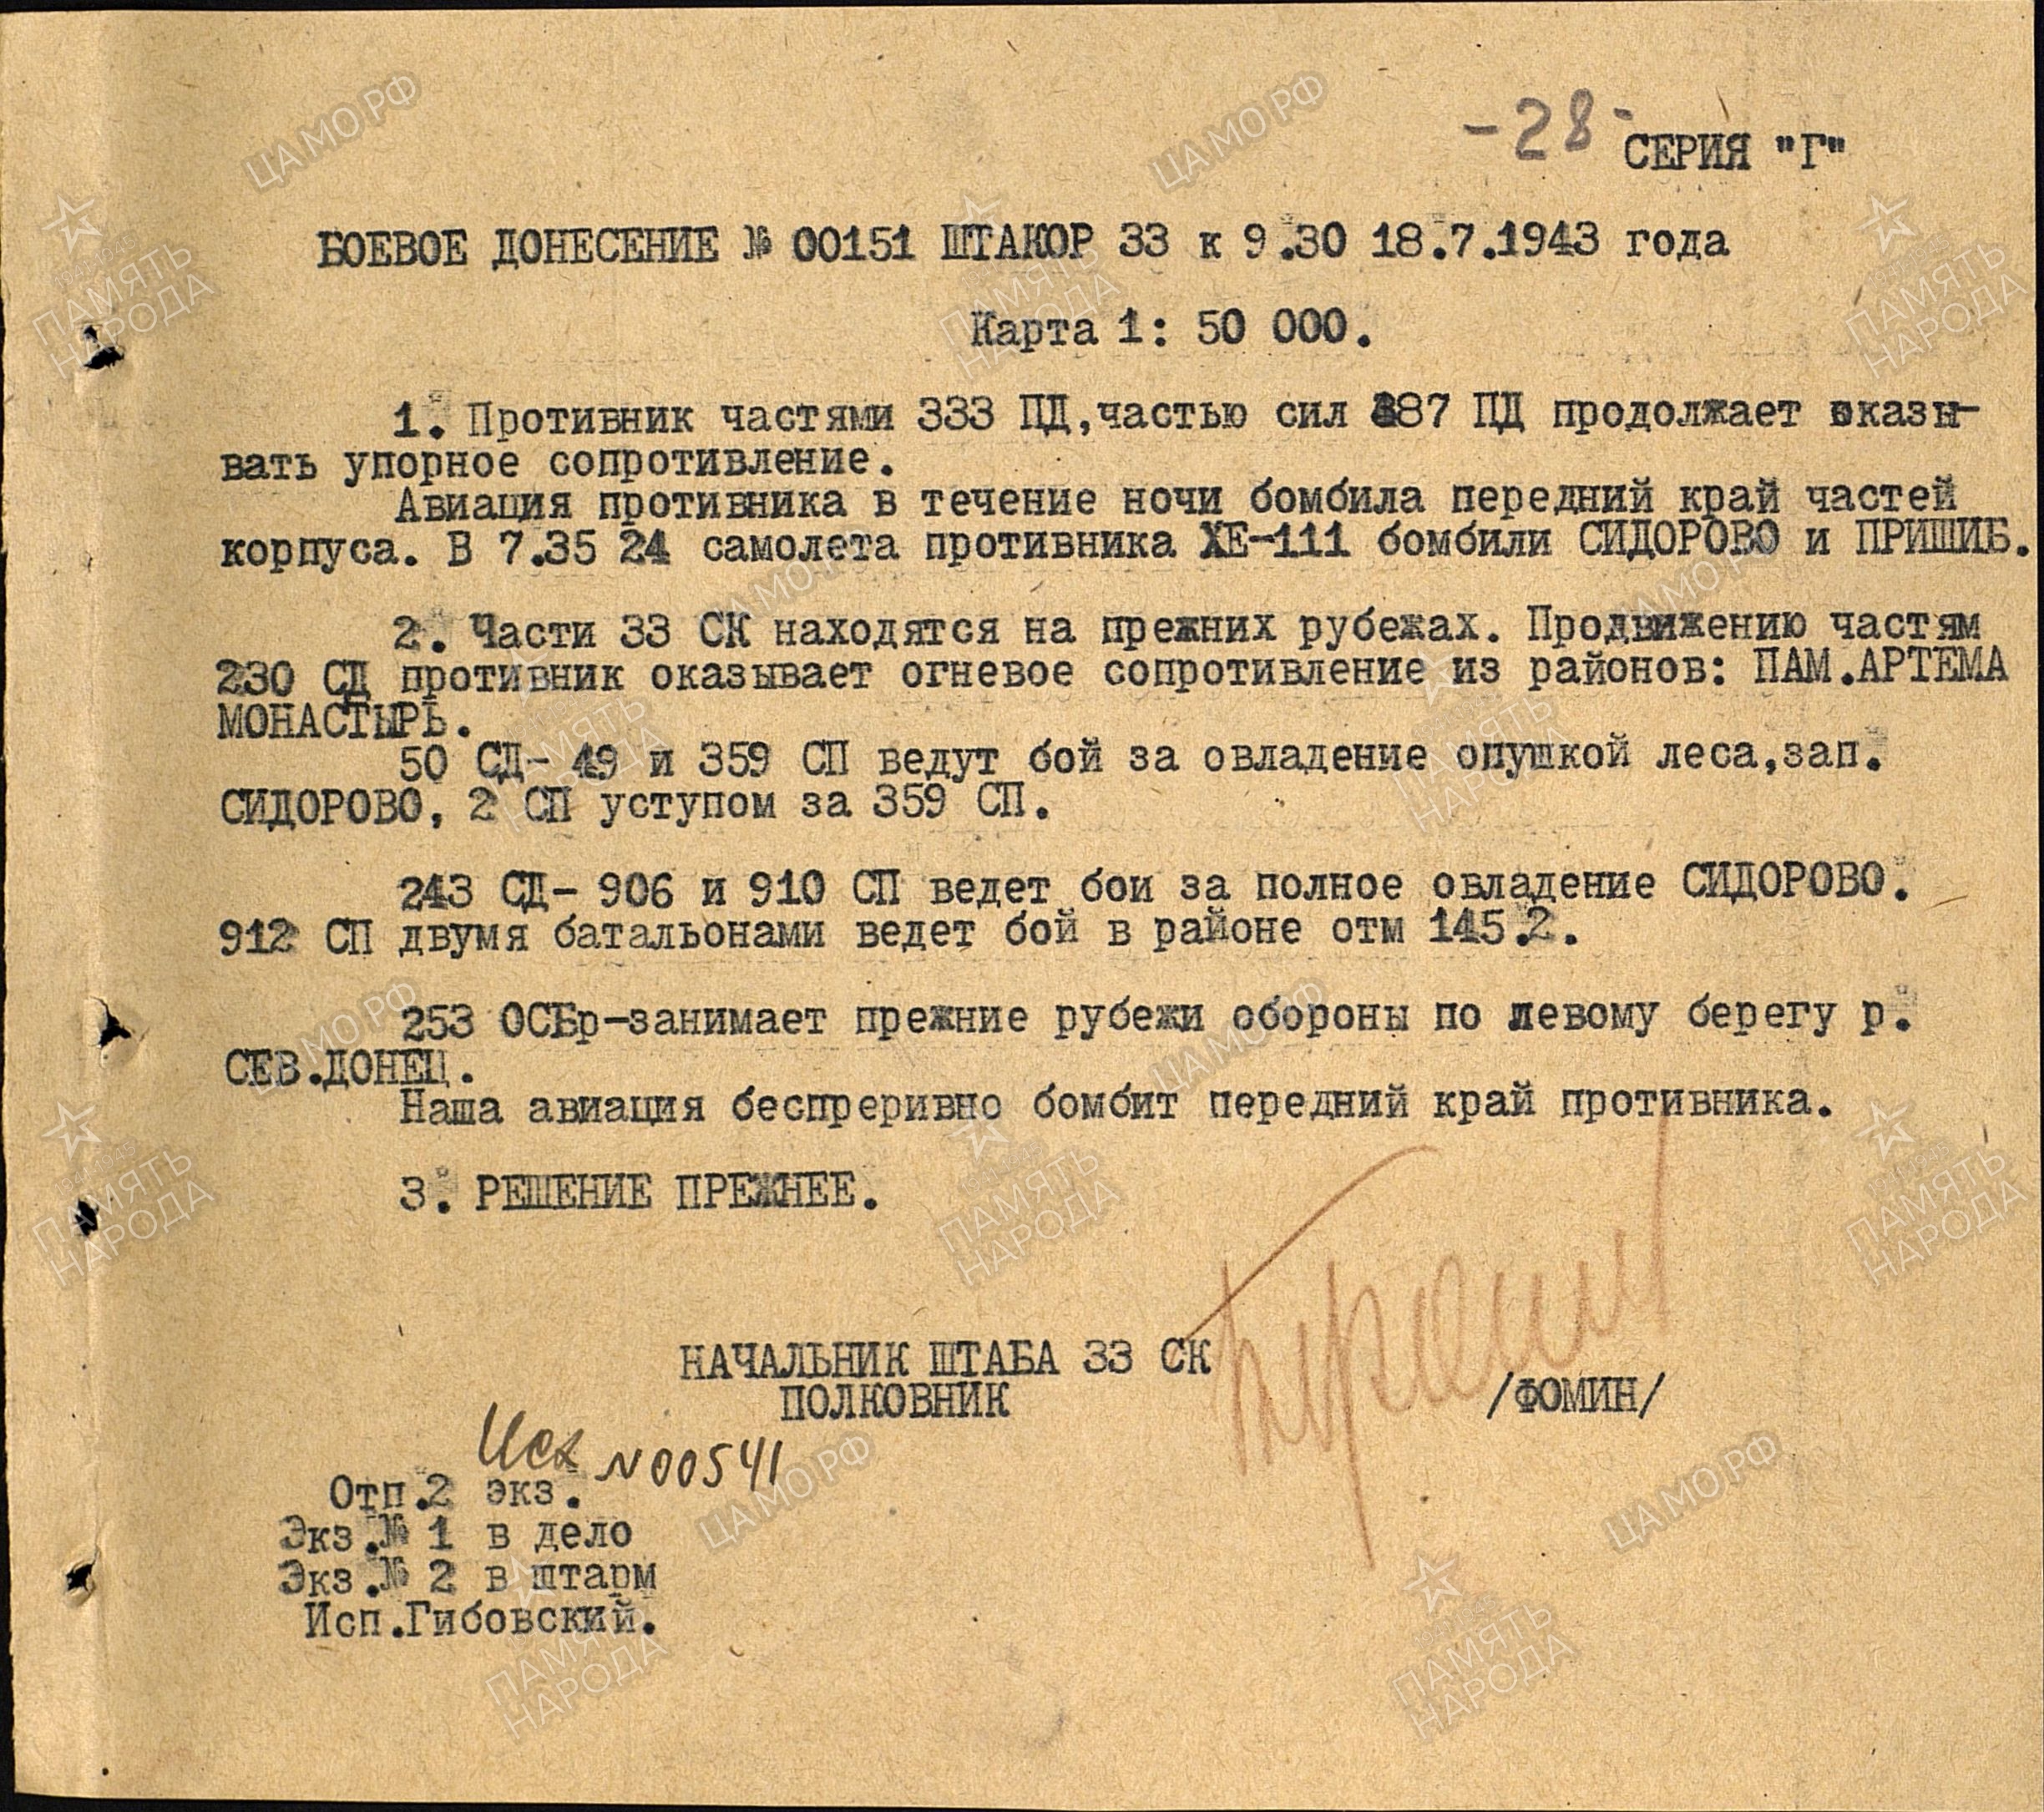 -28-
СЕРИЯ "Г"
БОЕВОЕ ДОНЕСЕНИЕ № 00151 ШТАКОР 33 к 9.30 18.7.1943 года
Карта 1: 50 000.
1. Противник частями 333 ПД,частью сил 387 ПД продолжает оказы-
вать упорное сопротивление.
Авиация противника в течение ночи бомбила передний край частей
корпуса. В 7.35 24 самолета противника ХЕ-111 бомбили СИДОРОВО и ПРИШИБ.
2. Части 33 СК находятся на прежних рубежах. Продвижению частям
230 СД противник оказывает огневое сопротивление из районов: ПАМ.АРТЕМА
МОНАСТЫРЬ.
50 СД- 49 и 359 СП ведут бой за овладение опушкой леса,зап.
СИДОРОВО, 2 СП уступом за 359 СП.
243 СД- 906 и 910 СП ведет бои за полное овладение СИДОРОВО.
912 СП двумя батальонами ведет бой в районе отм 145.2.
253 ОСБр-занимает прежние рубежи обороны по левому берегу р.
СЕВ.ДОНЕЦ.
Наша авиация беспреривно бомбит передний край противника.
3. РЕШЕНИЕ ПРЕЖНЕЕ.
НАЧАЛЬНИК ШТАБА 33 СК
ПОЛКОВНИК
/ФОМИН/
Исх N00541
Отп.2 экз.
Экз.№ 1 в дело
Экз.№ 2 в штарм
Исп.Гибовский.
ЦАМО РФ
ПАМЯТЬ
НАРОДА